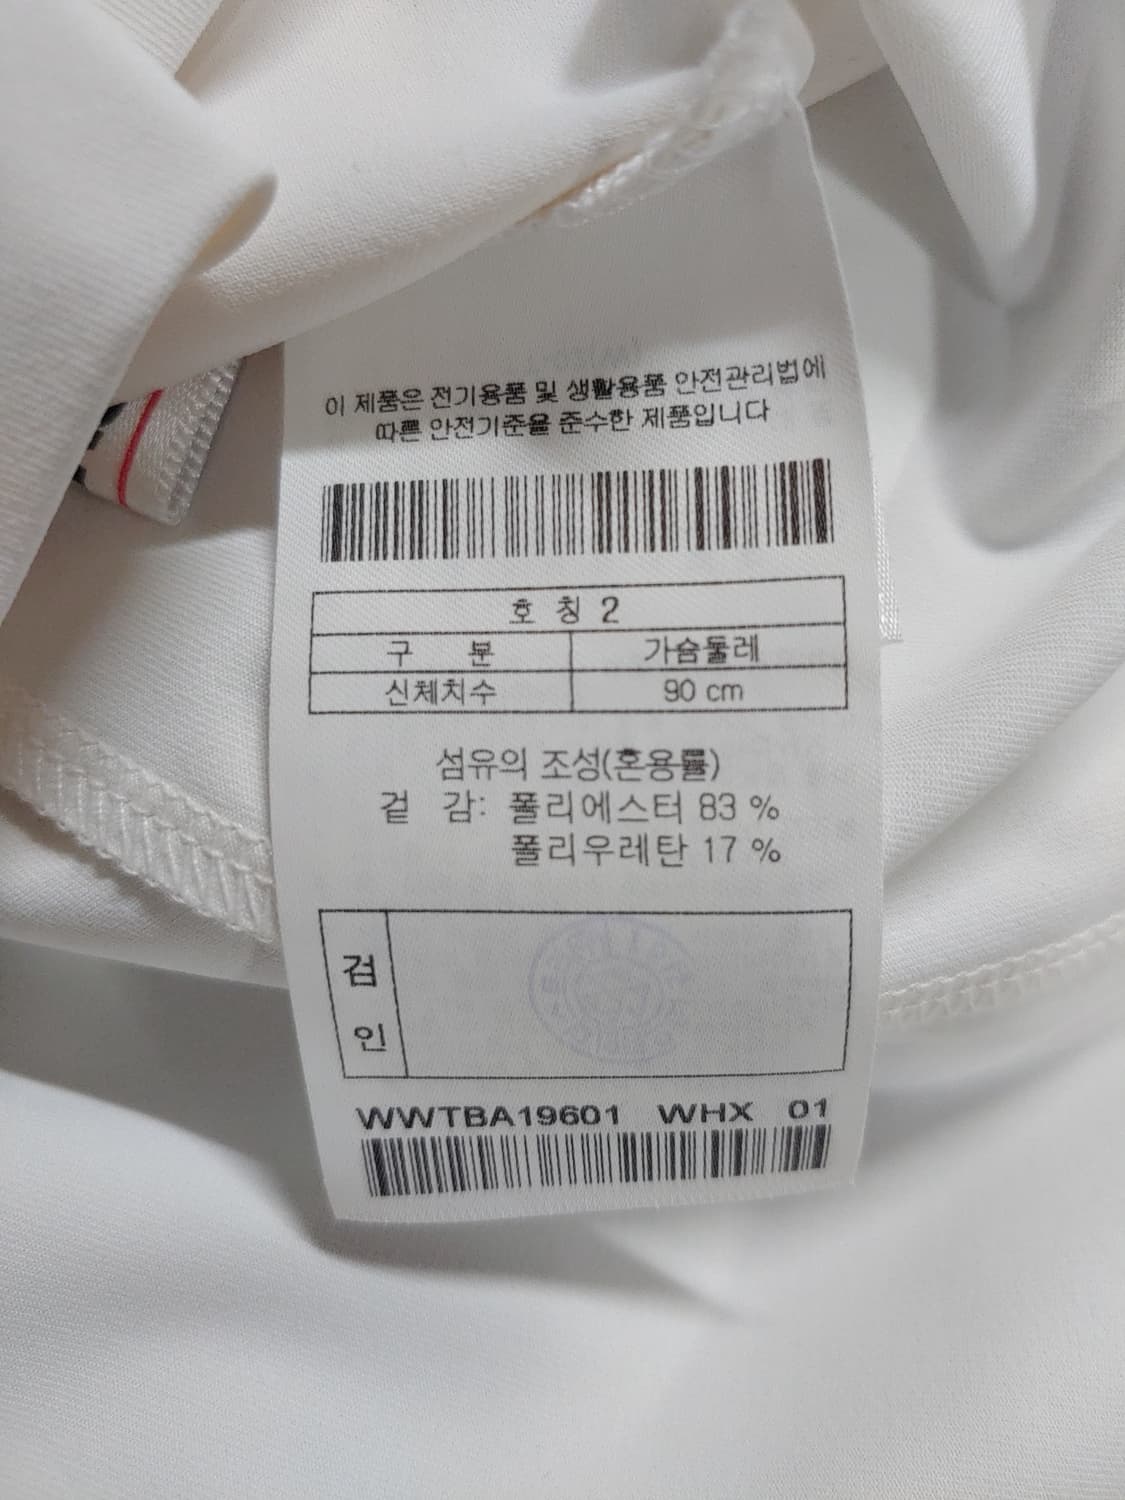 이 제품은 전기용품 및 생활용품 안전관리법에
따른 안전기준을 준수한 제품입니다
호 칭 2
구 분 가슴둘레
신체치수 90 cm
섬유의 조성(혼용률)
겉 감: 폴리에스터 83 %
폴리우레탄 17 %
검
인
WWTBA19601 WHX 01